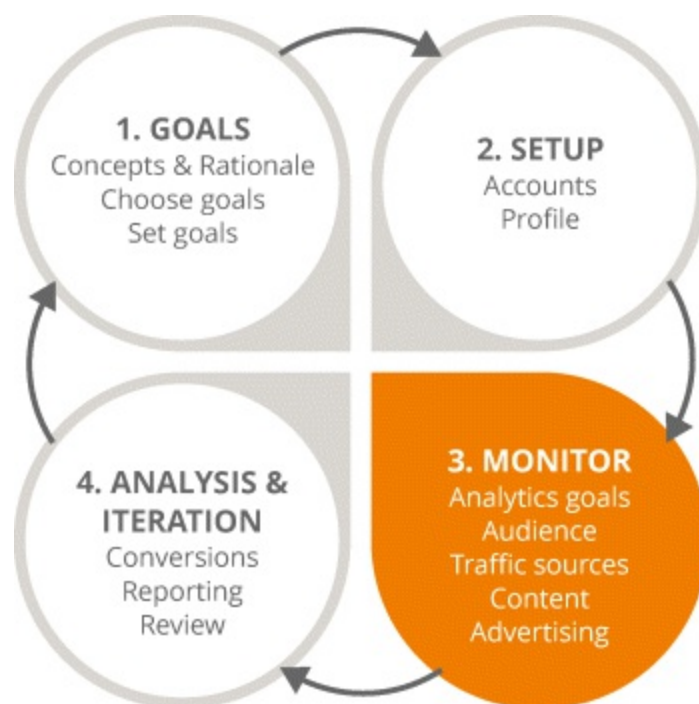 1. GOALS
Concepts & Rationale
Choose goals
Set goals
2. SETUP
Accounts
Profile
3. MONITOR
Analytics goals
Audience
Traffic sources
Content
Advertising
4. ANALYSIS &
ITERATION
Conversions
Reporting
Review